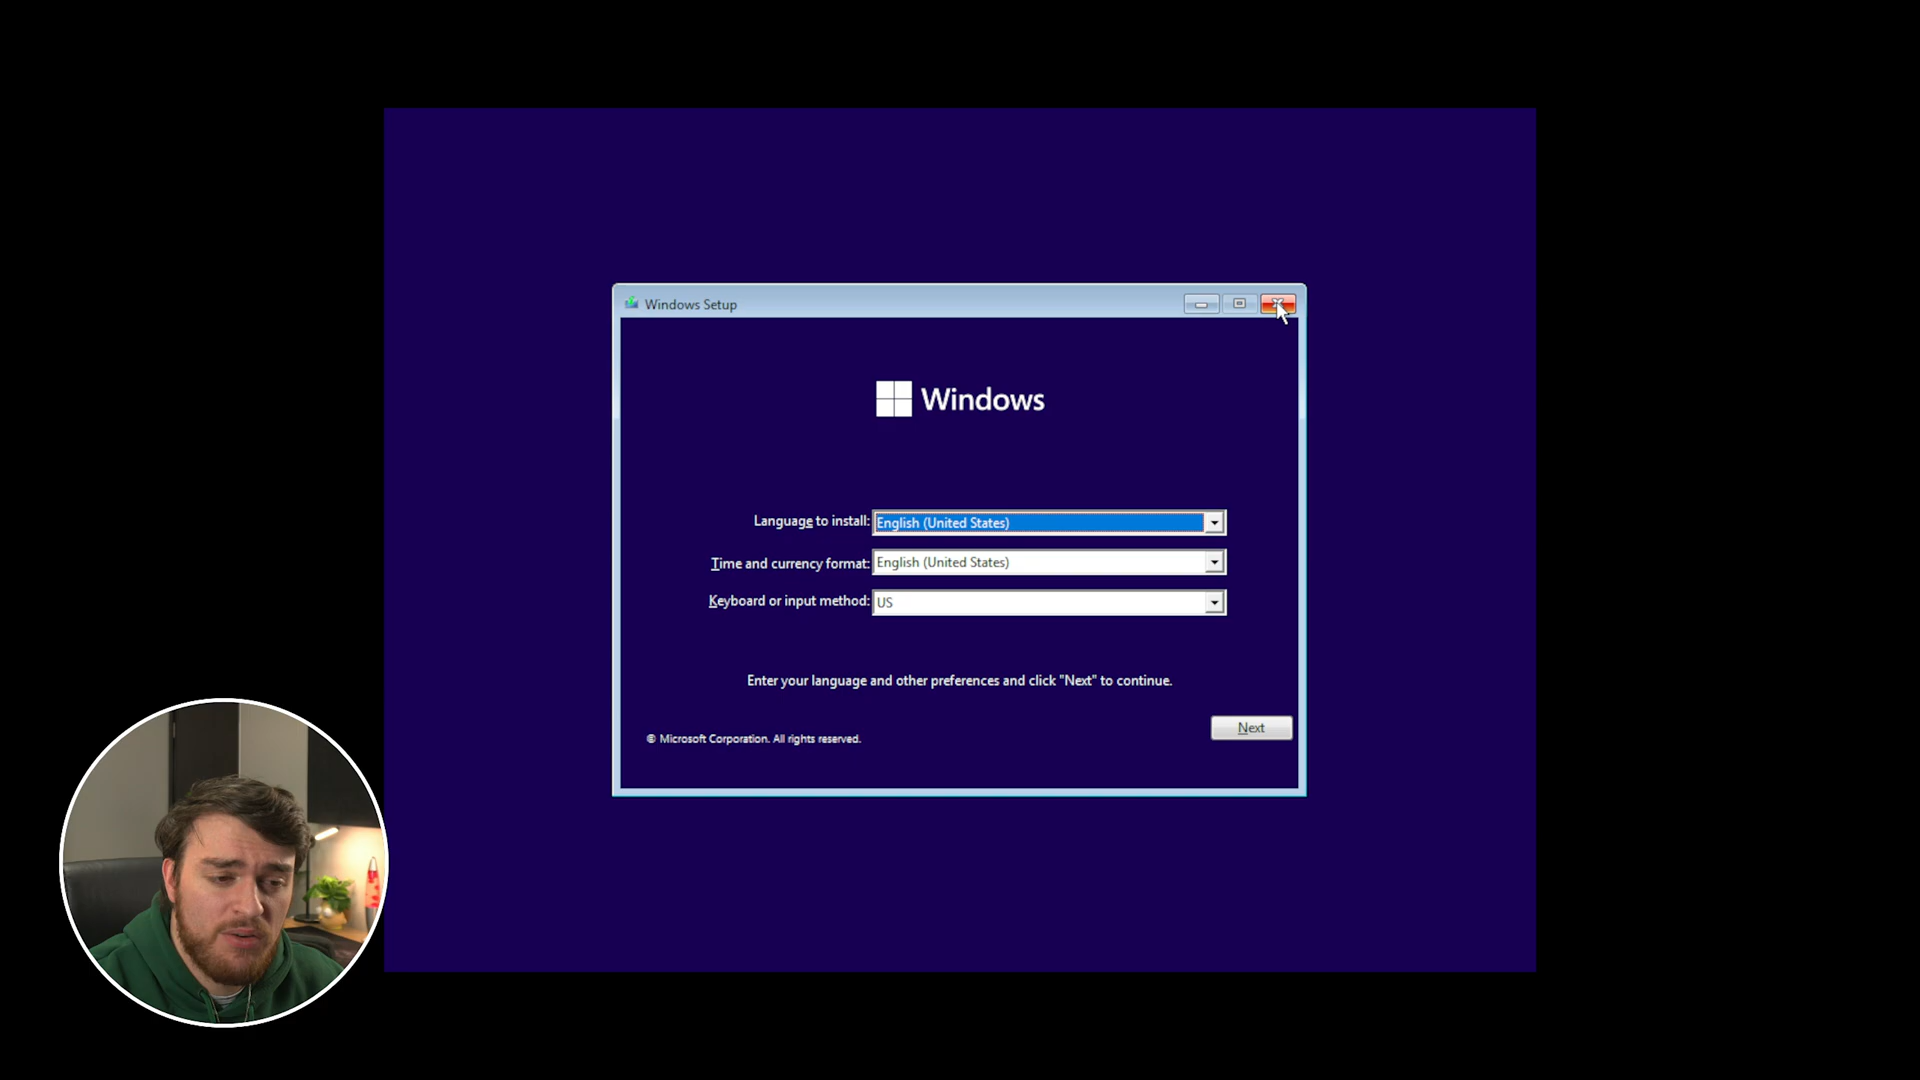 Windows Setup
Windows
Language to install: English (United States)
Time and currency format: English (United States)
Keyboard or input method: US
Enter your language and other preferences and click "Next" to continue.
Next
© Microsoft Corporation. All rights reserved.